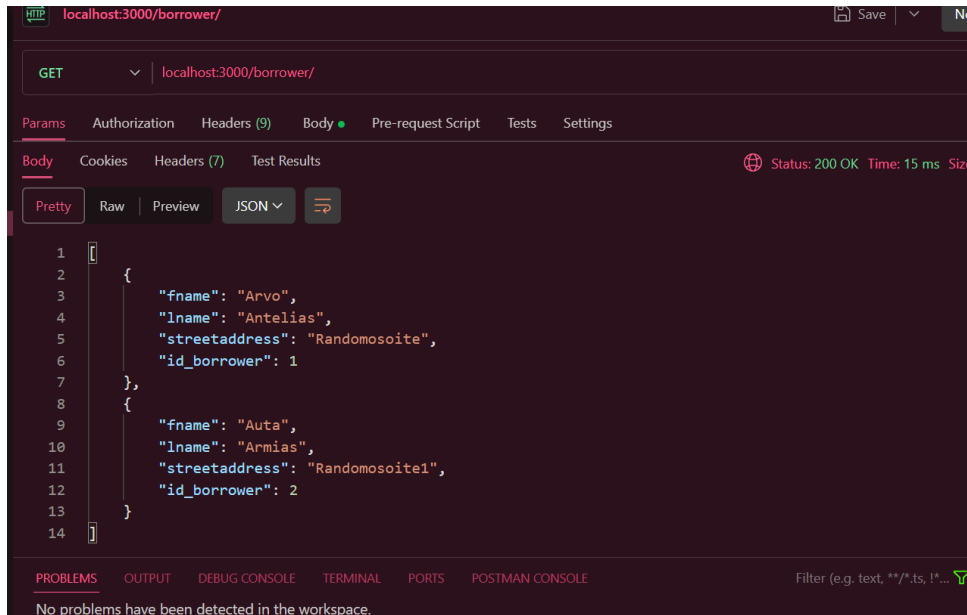 HTTP localhost:3000/borrower/ Save
GET localhost:3000/borrower/
Params Authorization Headers (9) Body Pre-request Script Tests Settings
Body Cookies Headers (7) Test Results Status: 200 OK Time: 15 ms
Pretty Raw Preview JSON
1 [
2 {
3 "fname": "Arvo",
4 "lname": "Antelias",
5 "streetaddress": "Randomosoite",
6 "id_borrower": 1
7 },
8 {
9 "fname": "Auta",
10 "lname": "Armias",
11 "streetaddress": "Randomosoite1",
12 "id_borrower": 2
13 }
14 ]
PROBLEMS OUTPUT DEBUG CONSOLE TERMINAL PORTS POSTMAN CONSOLE Filter (e.g. text, **/*.ts, !*...
No problems have been detected in the workspace.